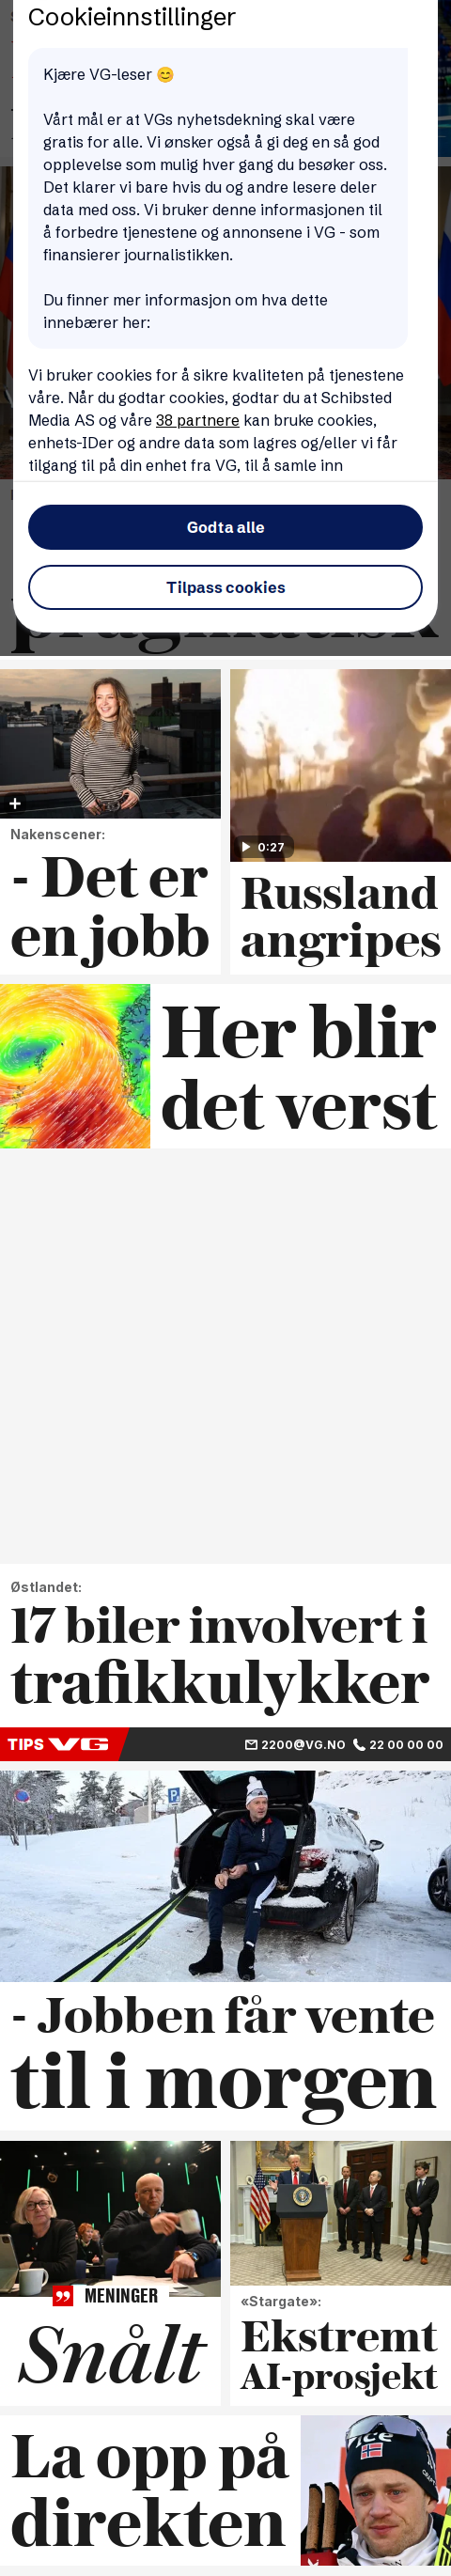 Cookieinnstillinger
Kjære VG-leser 😊
Vårt mål er at VGs nyhetsdekning skal være
gratis for alle. Vi ønsker også å gi deg en så god
opplevelse som mulig hver gang du besøker oss.
Det klarer vi bare hvis du og andre lesere deler
data med oss. Vi bruker denne informasjonen til
å forbedre tjenestene og annonsene i VG - som
finansierer journalistikken.
Du finner mer informasjon om hva dette
innebærer her:
Vi bruker cookies for å sikre kvaliteten på tjenestene
våre. Når du godtar cookies, godtar du at Schibsted
Media AS og våre 38 partnere kan bruke cookies,
enhets-IDer og andre data som lagres og/eller vi får
tilgang til på din enhet fra VG, til å samle inn
Godta alle
Tilpass cookies
pragmatisk
Nakenscener:
- Det er
en jobb
0:27
Russland
angripes
Her blir
det verst
Østlandet:
17 biler involvert i
trafikkulykker
TIPS VG
2200@VG.NO 22 00 00 00
- Jobben får vente
til i morgen
MENINGER
Snålt
«Stargate»:
Ekstremt
AI-prosjekt
La opp på
direkten